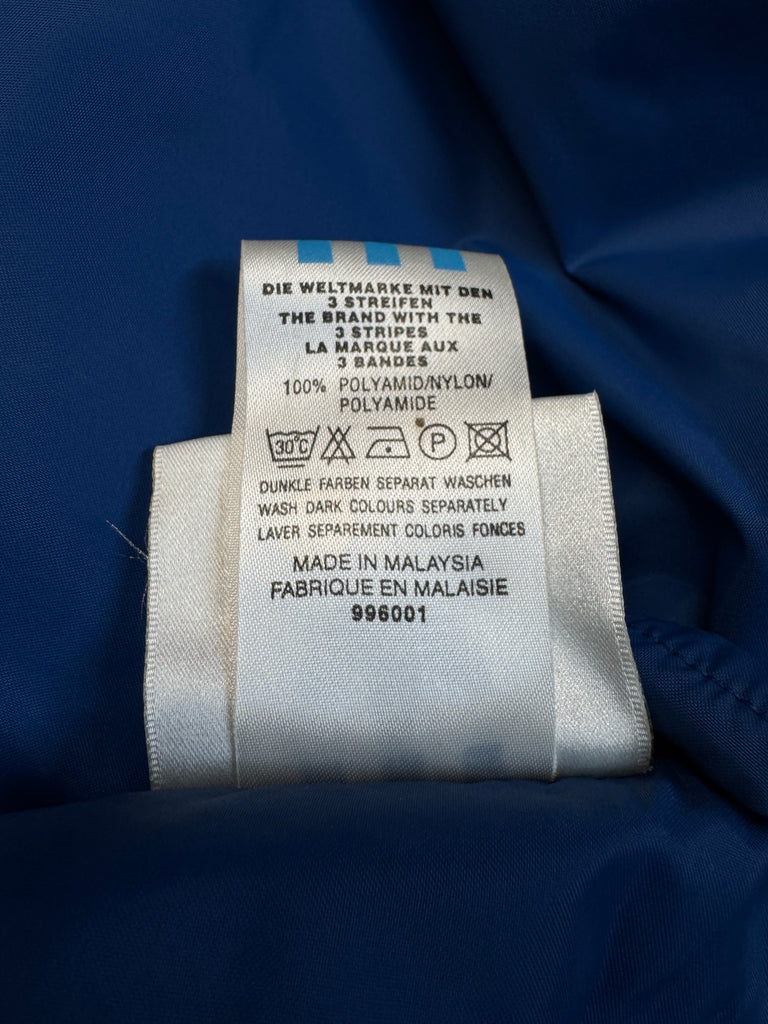 DIE WELTMARKE MIT DEN
3 STREIFEN
THE BRAND WITH THE
3 STRIPES
LA MARQUE AUX
3 BANDES
100% POLYAMID/NYLON/
POLYAMIDE
30°C P
DUNKLE FARBEN SEPARAT WASCHEN
WASH DARK COLOURS SEPARATELY
LAVER SEPAREMENT COLORIS FONCES
MADE IN MALAYSIA
FABRIQUE EN MALAISIE
996001